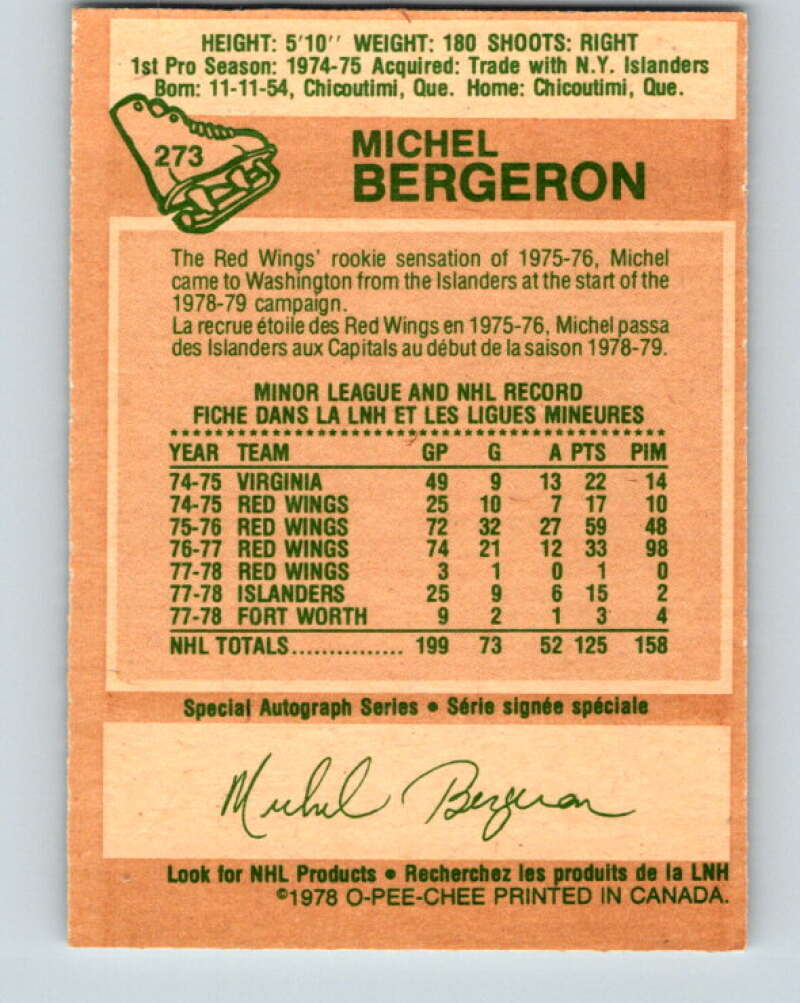 HEIGHT: 5'10'' WEIGHT: 180 SHOOTS: RIGHT
1st Pro Season: 1974-75 Acquired: Trade with N.Y. Islanders
Born: 11-11-54, Chicoutimi, Que. Home: Chicoutimi, Que.
273
MICHEL
BERGERON
The Red Wings' rookie sensation of 1975-76, Michel
came to Washington from the Islanders at the start of the
1978-79 campaign.
La recrue étoile des Red Wings en 1975-76, Michel passa
des Islanders aux Capitals au début de la saison 1978-79.
MINOR LEAGUE AND NHL RECORD
FICHE DANS LA LNH ET LES LIGUES MINEURES
YEAR TEAM GP G A PTS PIM
74-75 VIRGINIA 49 9 13 22 14
74-75 RED WINGS 25 10 7 17 10
75-76 RED WINGS 72 32 27 59 48
76-77 RED WINGS 74 21 12 33 98
77-78 RED WINGS 3 1 0 1 0
77-78 ISLANDERS 25 9 6 15 2
77-78 FORT WORTH 9 2 1 3 4
NHL TOTALS............... 199 73 52 125 158
Special Autograph Series • Série signée spéciale
Michel Bergeron
Look for NHL Products • Recherchez les produits de la LNH
©1978 O-PEE-CHEE PRINTED IN CANADA.